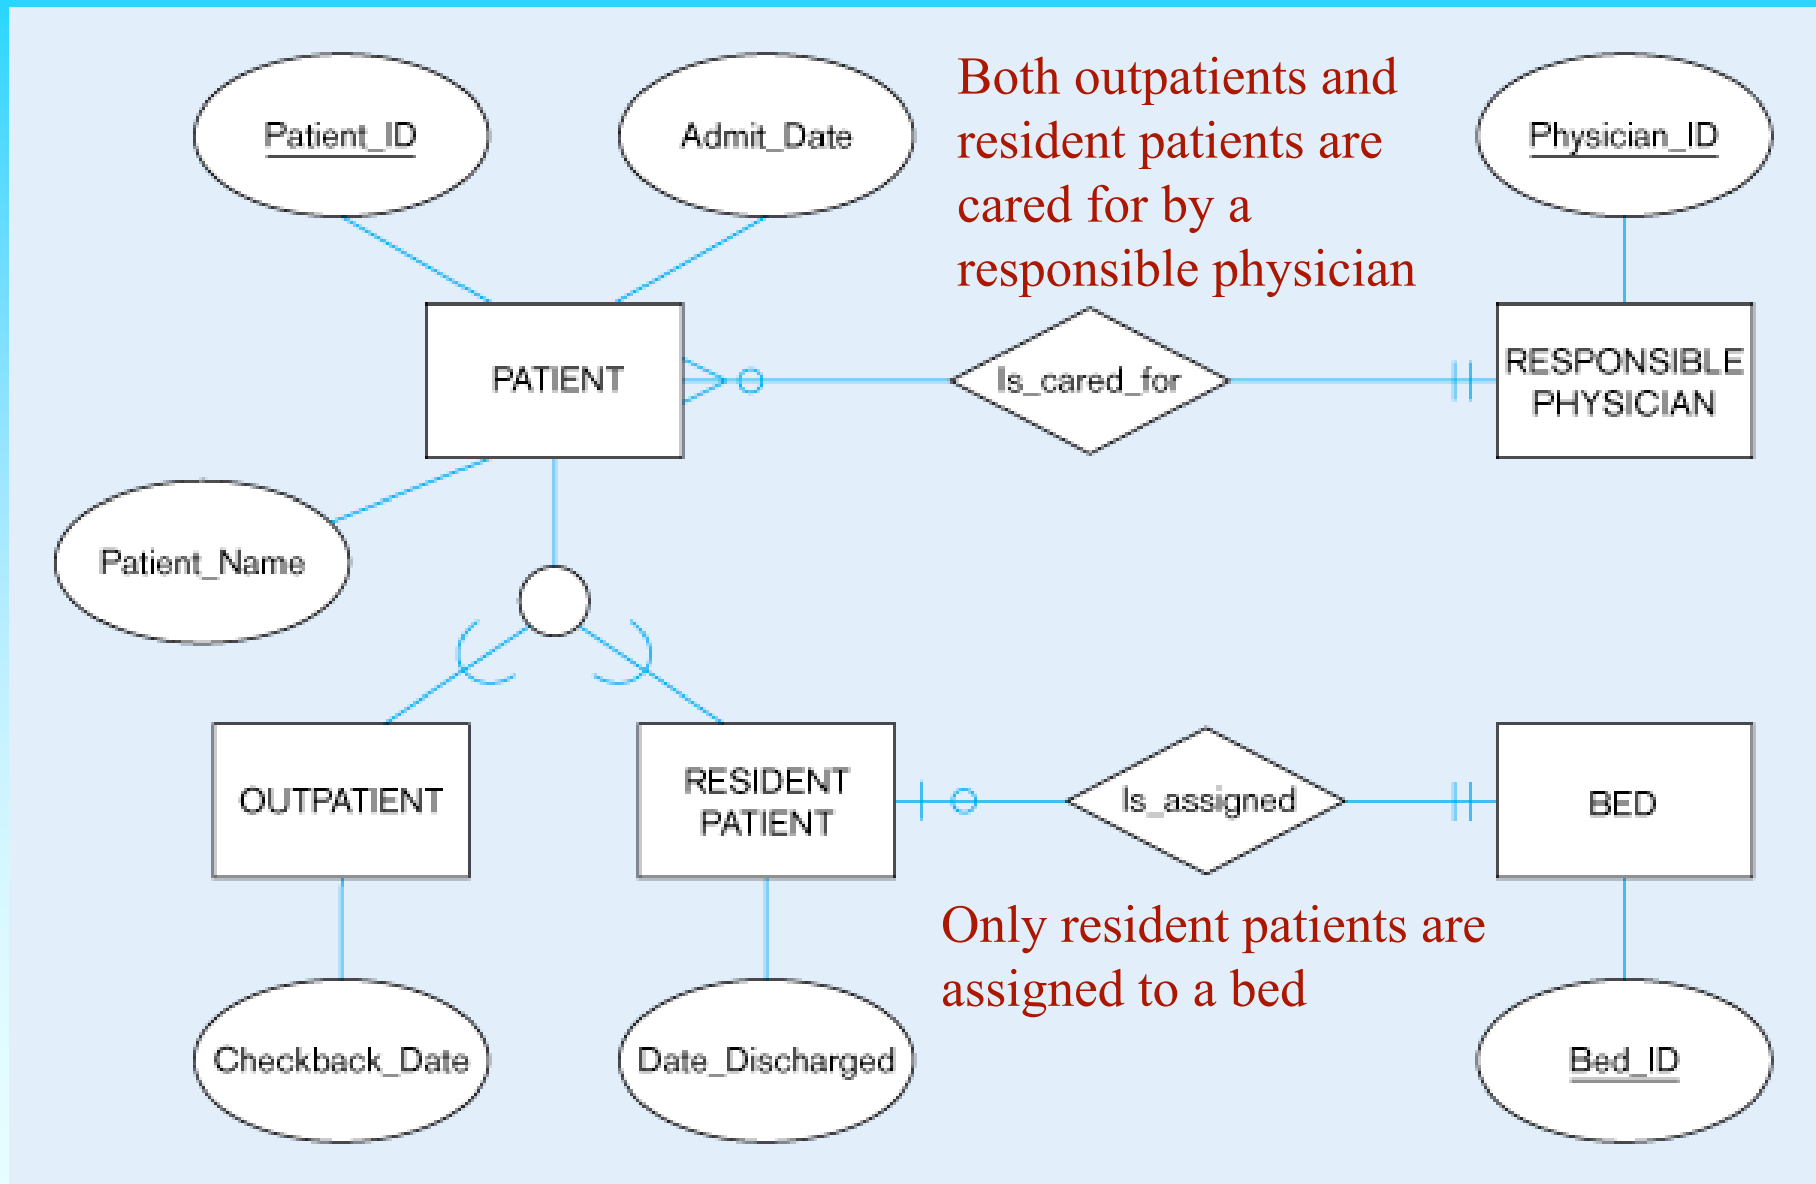 Patient_ID
Admit_Date
Both outpatients and
resident patients are
cared for by a
responsible physician
Physician_ID
PATIENT
Is_cared_for
RESPONSIBLE
PHYSICIAN
Patient_Name
OUTPATIENT
RESIDENT
PATIENT
Is_assigned
BED
Only resident patients are
assigned to a bed
Checkback_Date
Date_Discharged
Bed_ID